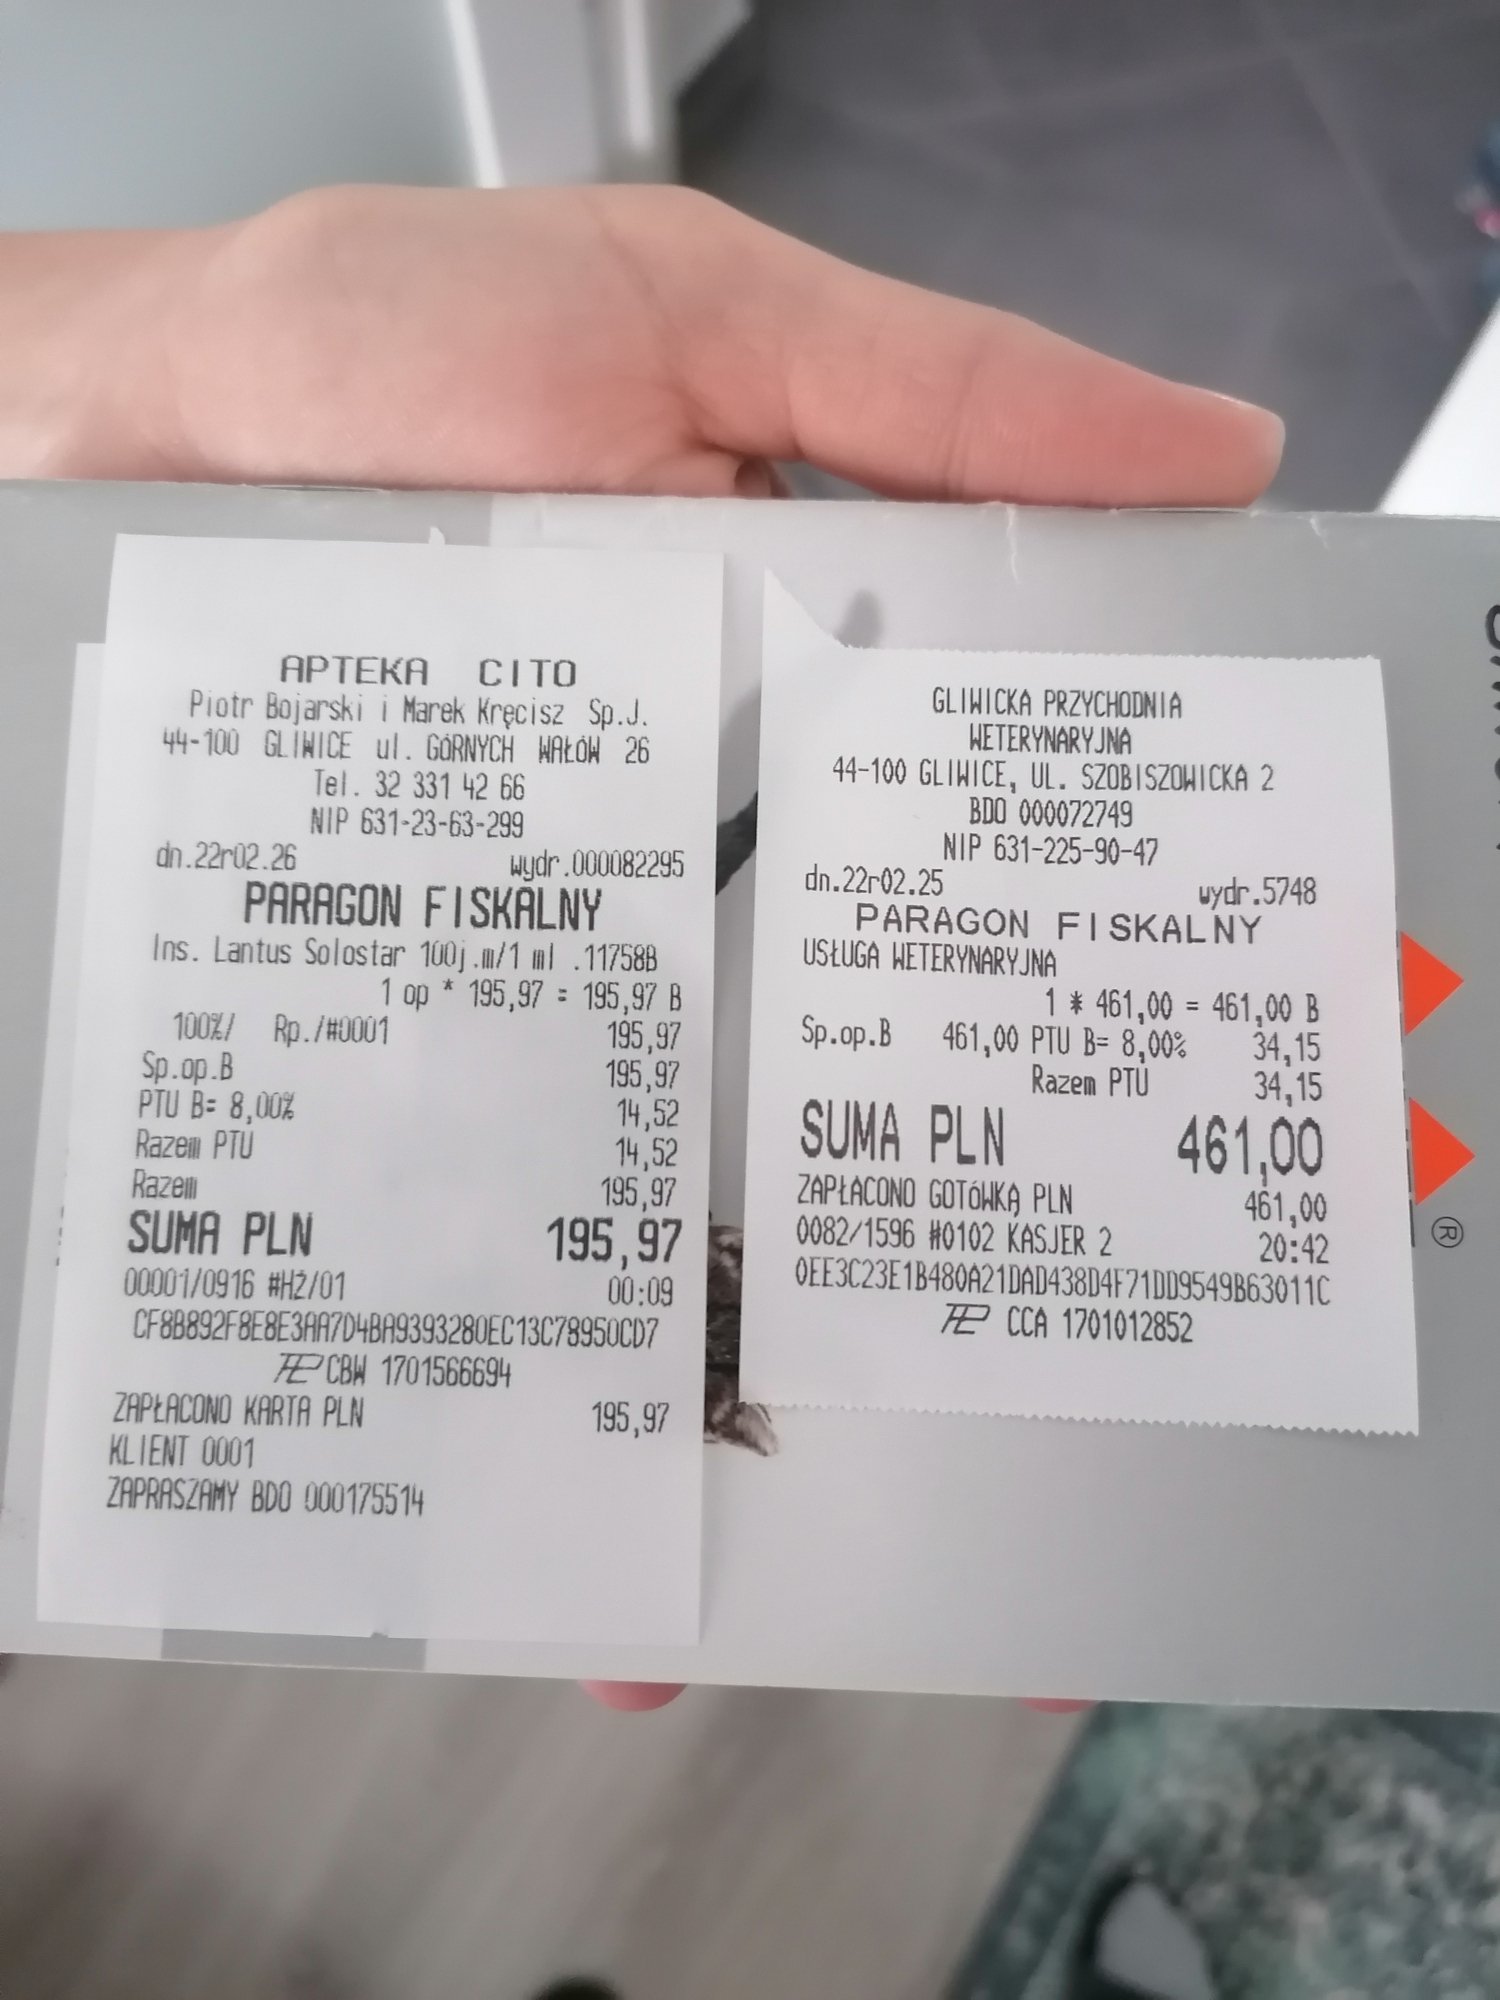 APTEKA CITO
Piotr Bojarski i Marek Kręcisz Sp.J.
44-100 GLIWICE ul. GÓRNYCH WAŁÓW 26
Tel. 32 331 42 66
NIP 631-23-63-299
dn.22r02.26 wydr.000082295
PARAGON FISKALNY
Ins. Lantus Solostar 100j.m/1 ml .11758B
1 op * 195,97 = 195,97 B
100%/ Rp./#0001 195,97
Sp.op.B 195,97
PTU B= 8,00% 14,52
Razem PTU 14,52
Razem 195,97
SUMA PLN 195,97
00001/0916 #HZ/01 00:09
CF8B892F8E8E3AA7D4BA9393280EC13C78950CD7
CBW 1701566694
ZAPŁACONO KARTA PLN 195,97
KLIENT 0001
ZAPRASZAMY BDO 000175514
GLIWICKA PRZYCHODNIA
WETERYNARYJNA
44-100 GLIWICE, UL. SZOBISZOWICKA 2
BDO 000072749
NIP 631-225-90-47
dn.22r02.25 wydr.5748
PARAGON FISKALNY
USŁUGA WETERYNARYJNA
1 * 461,00 = 461,00 B
Sp.op.B 461,00 PTU B= 8,00% 34,15
Razem PTU 34,15
SUMA PLN 461,00
ZAPŁACONO GOTÓWKĄ PLN 461,00
0082/1596 #0102 KASJER 2 20:42
0EE3C23E1B480A21DAD438D4F71DD9549B63011C
CCA 1701012852
®